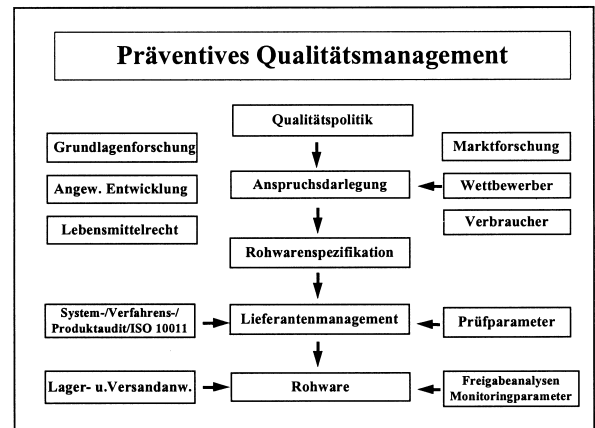 Präventives Qualitätsmanagement
Qualitätspolitik
Grundlagenforschung
Marktforschung
Angew. Entwicklung
Anspruchsdarlegung
Wettbewerber
Lebensmittelrecht
Verbraucher
Rohwarenspezifikation
System-/Verfahrens-/
Produktaudit/ISO 10011
Lieferantenmanagement
Prüfparameter
Lager- u.Versandanw.
Rohware
Freigabeanalysen
Monitoringparameter